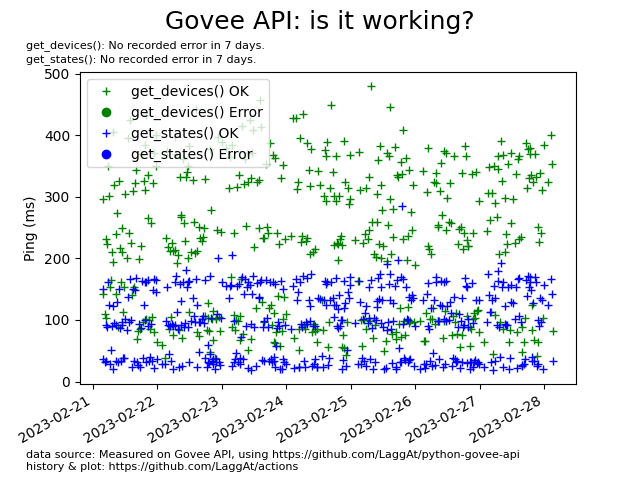 Govee API: is it working?
get_devices(): No recorded error in 7 days.
get_states(): No recorded error in 7 days.
get_devices() OK
get_devices() Error
get_states() OK
get_states() Error
Ping (ms)
500
400
300
200
100
0
2023-02-21
2023-02-22
2023-02-23
2023-02-24
2023-02-25
2023-02-26
2023-02-27
2023-02-28
data source: Measured on Govee API, using https://github.com/LaggAt/python-govee-api
history & plot: https://github.com/LaggAt/actions